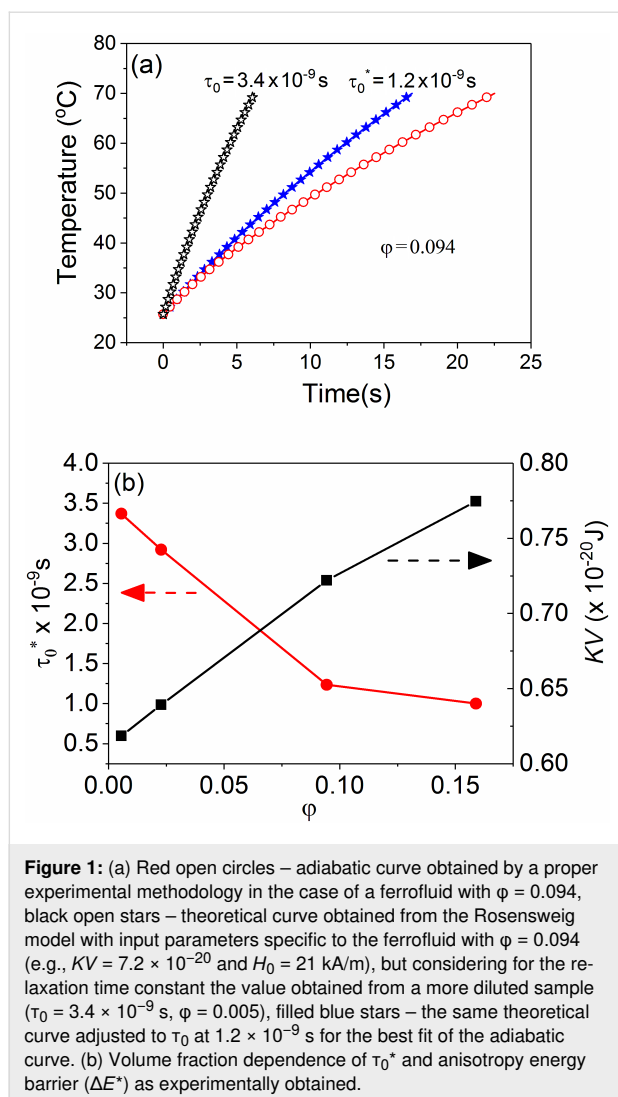 (a)
τ₀ = 3.4 x 10⁻⁹ s τ₀* = 1.2 x 10⁻⁹ s
φ = 0.094
Temperature (°C)
80
70
60
50
40
30
20
0 5 10 15 20 25
Time(s)
(b)
τ₀* x 10⁻⁹ s
4.0
3.5
3.0
2.5
2.0
1.5
1.0
0.5
0.80
0.75
0.70
0.65
0.60
KV (x 10⁻²⁰J)
0.00 0.05 0.10 0.15
φ
Figure 1: (a) Red open circles – adiabatic curve obtained by a proper
experimental methodology in the case of a ferrofluid with φ = 0.094,
black open stars – theoretical curve obtained from the Rosensweig
model with input parameters specific to the ferrofluid with φ = 0.094
(e.g., KV = 7.2 × 10⁻²⁰ and H₀ = 21 kA/m), but considering for the re-
laxation time constant the value obtained from a more diluted sample
(τ₀ = 3.4 × 10⁻⁹ s, φ = 0.005), filled blue stars – the same theoretical
curve adjusted to τ₀ at 1.2 × 10⁻⁹ s for the best fit of the adiabatic
curve. (b) Volume fraction dependence of τ₀* and anisotropy energy
barrier (ΔE*) as experimentally obtained.